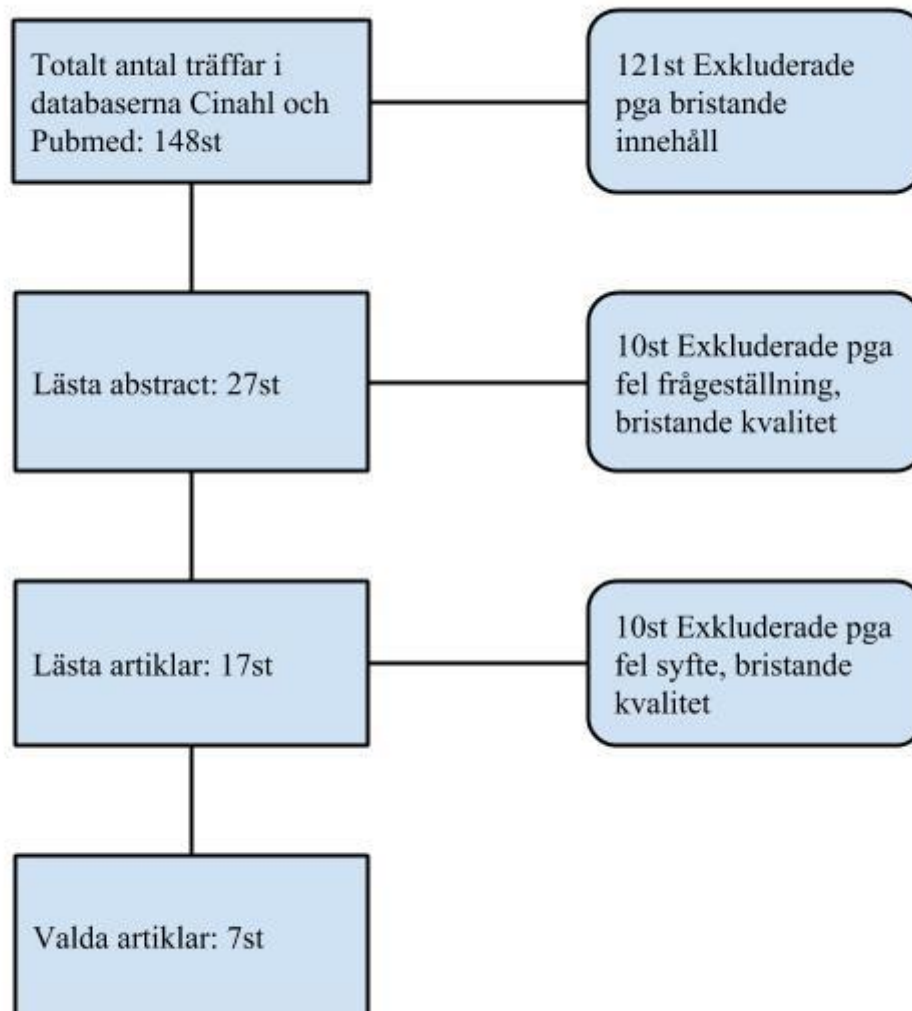 Totalt antal träffar i
databaserna Cinahl och
Pubmed: 148st
121st Exkluderade
pga bristande
innehåll
Lästa abstract: 27st
10st Exkluderade pga
fel frågeställning,
bristande kvalitet
Lästa artiklar: 17st
10st Exkluderade pga
fel syfte, bristande
kvalitet
Valda artiklar: 7st